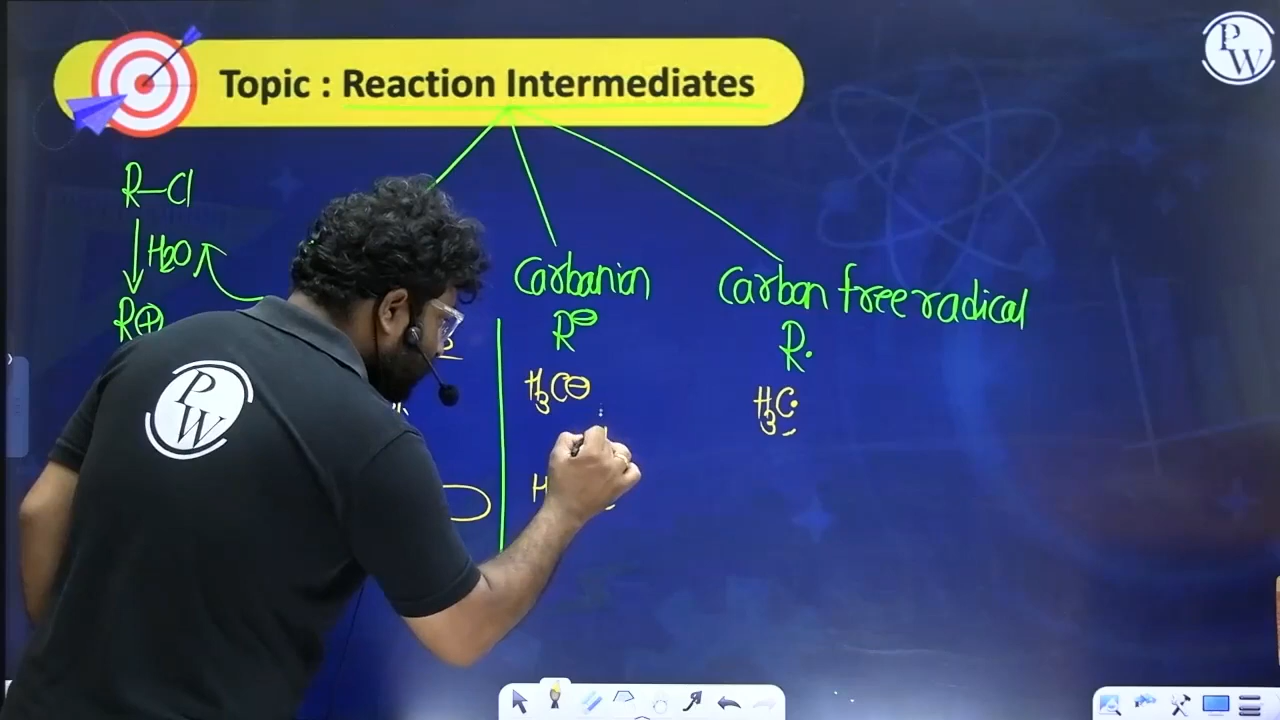 Topic : Reaction Intermediates
PW
R—Cl
H2O
R⊕
Carbanion
R⊖
H3C⊖
H
Carbon free radical
R•
H3C•
PW